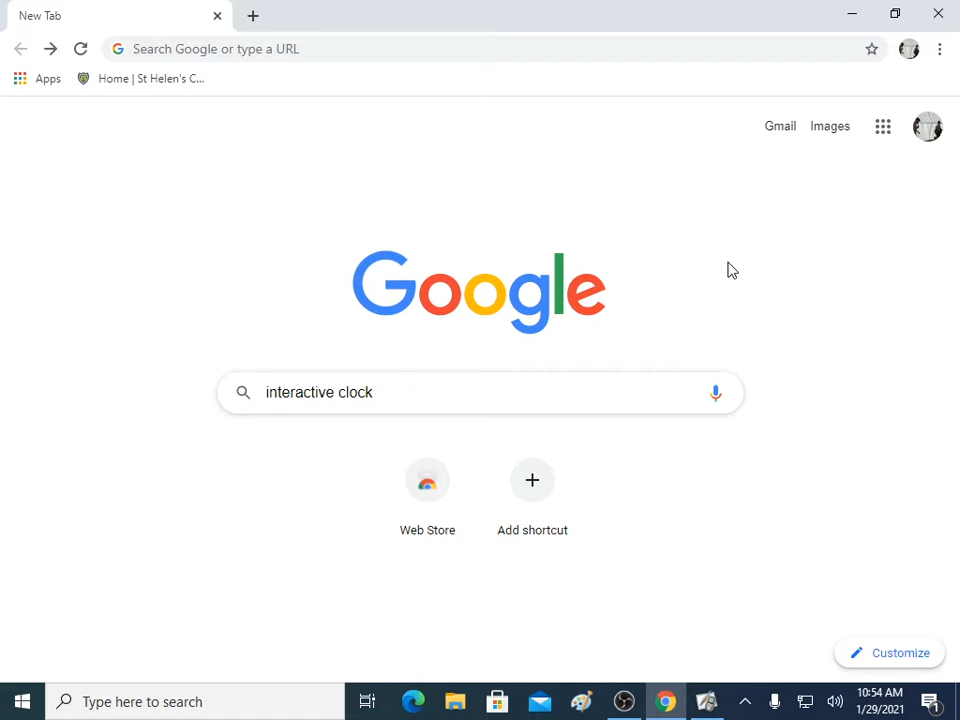 New Tab
Search Google or type a URL
Apps Home | St Helen's C...
Gmail Images
Google
interactive clock
Web Store Add shortcut
Customize
Type here to search
10:54 AM
1/29/2021
1